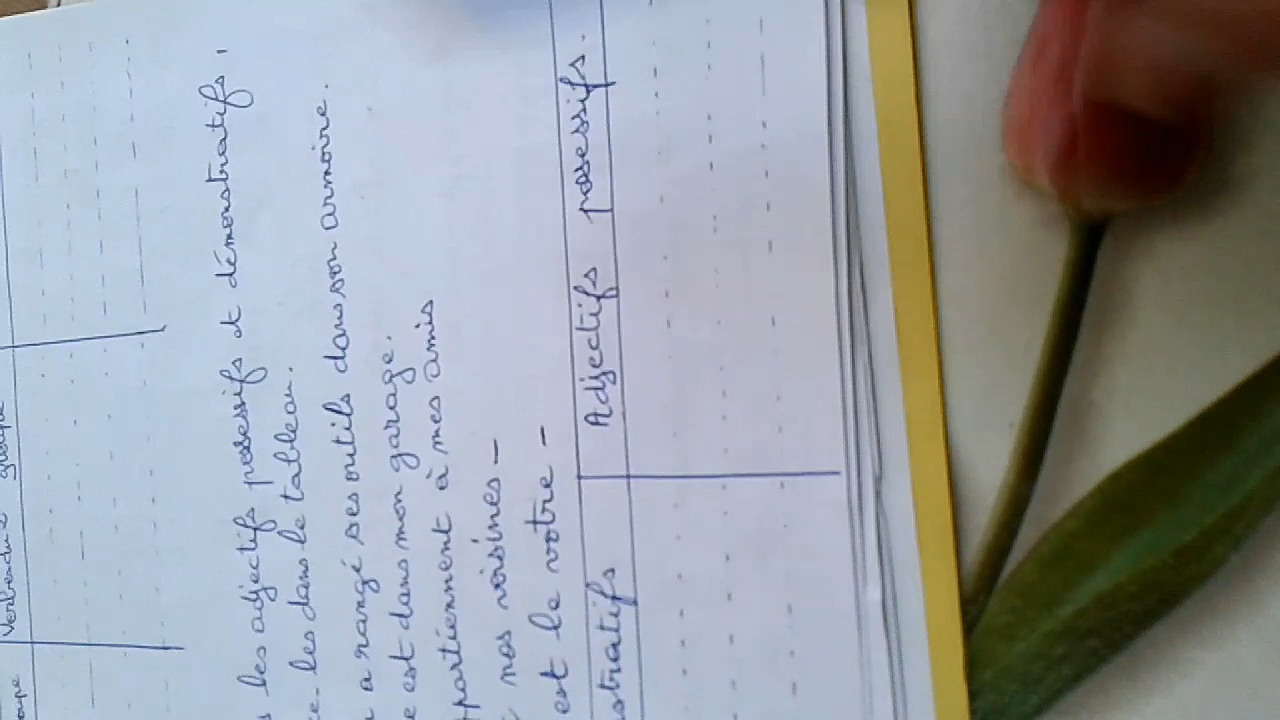 Verbe du 2 groupe
les adjectifs possessifs et démonstratifs,
les dans le tableau.
a rangé ses outils dans son armoire.
est dans mon garage.
appartiennent à mes amis
nos voisines -
est le votre -
Adjectifs possessifs.